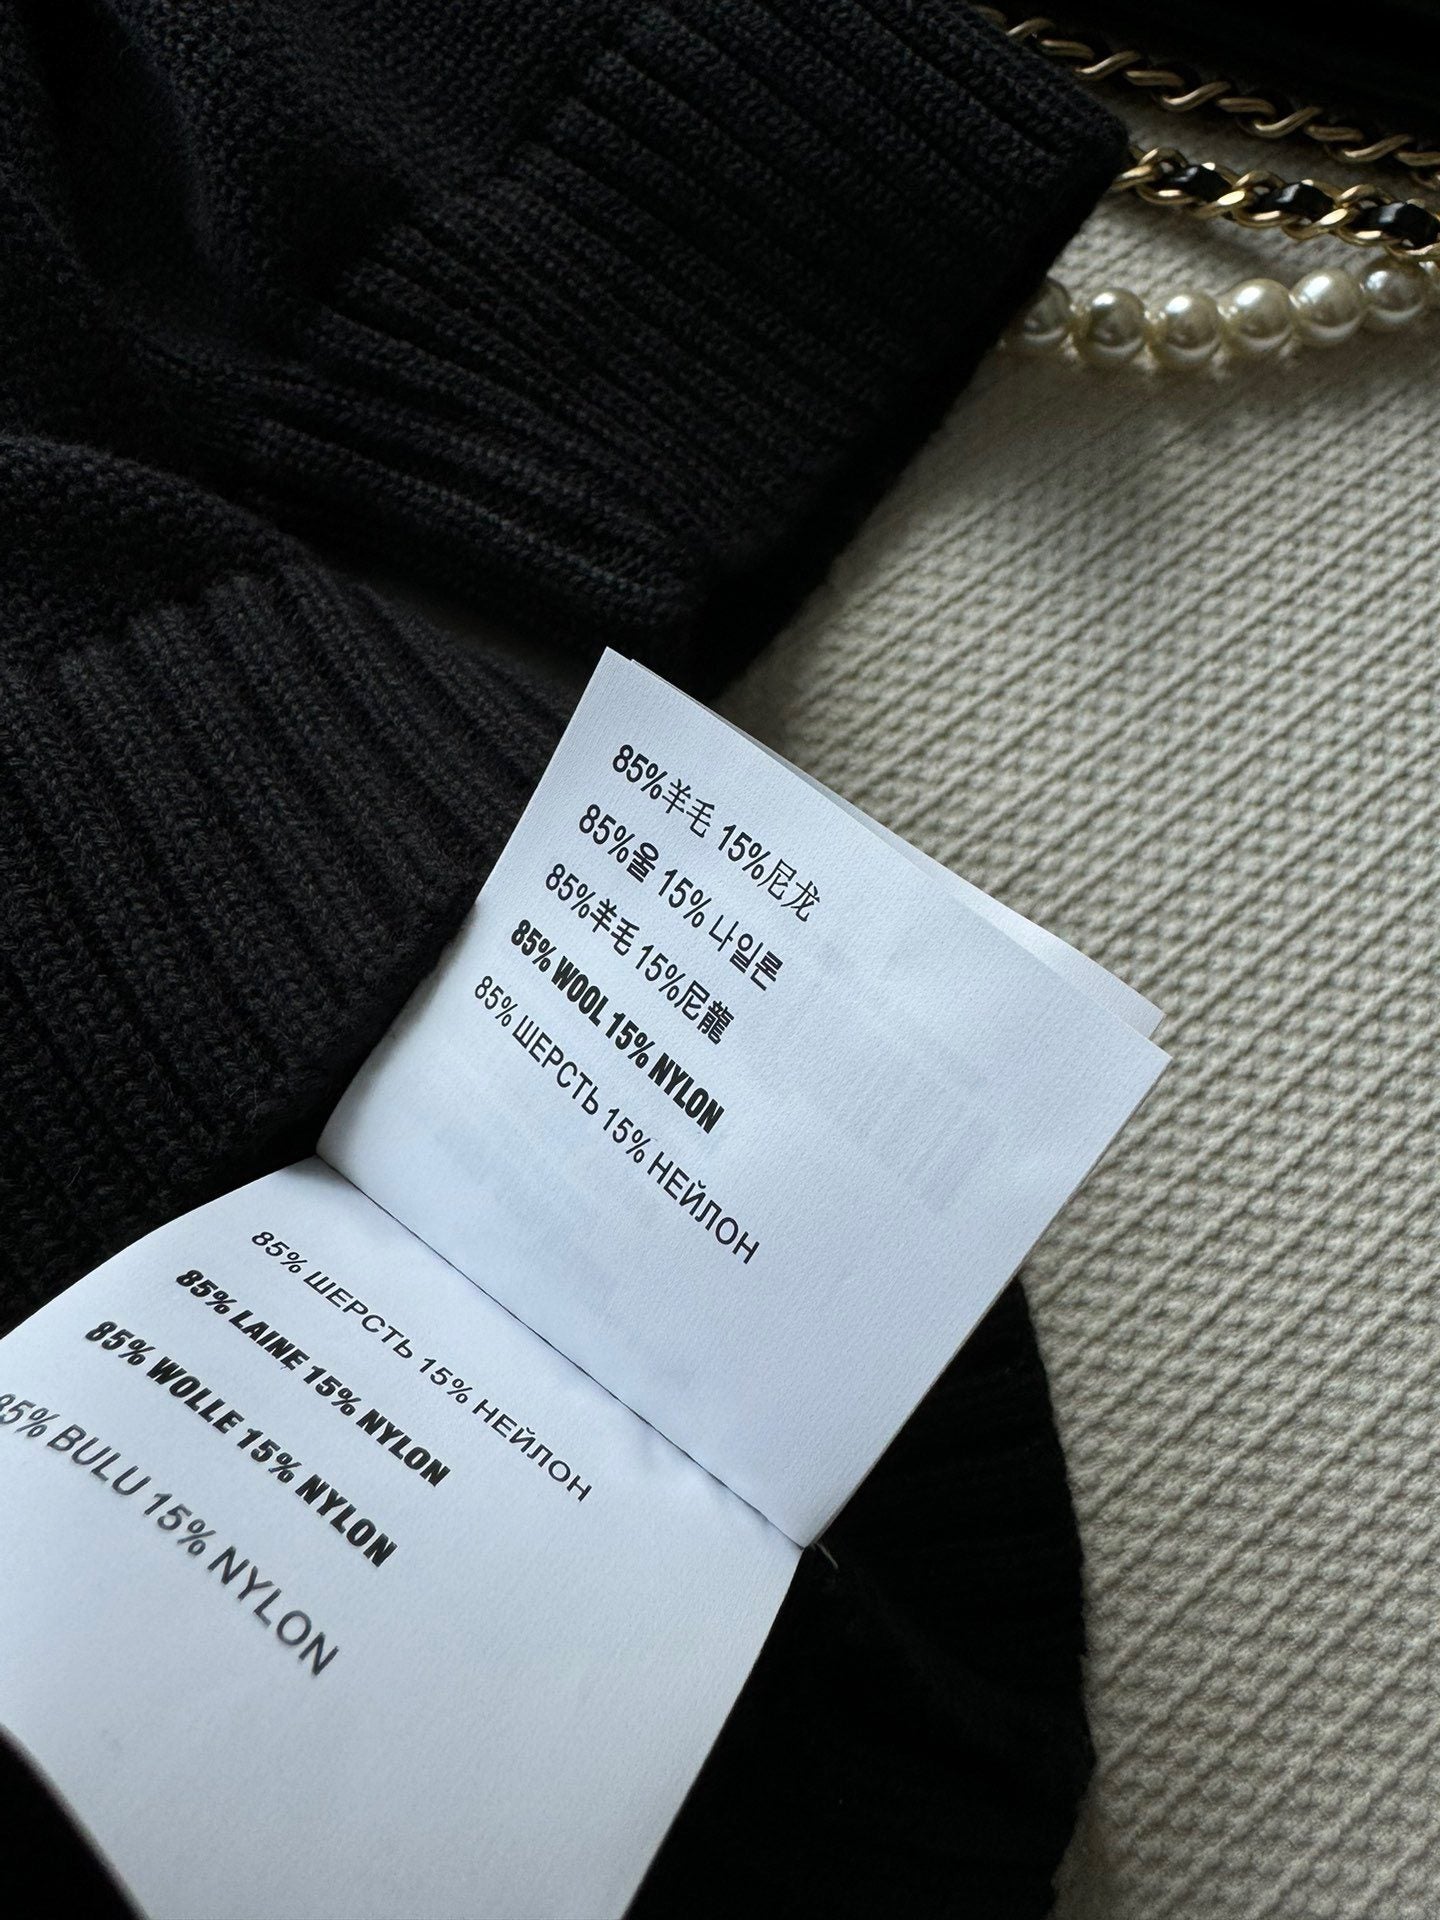 85%羊毛 15%尼龙
85%울 15% 나일론
85%羊毛 15%尼龍
85% WOOL 15% NYLON
85% ШЕРСТЬ 15% НЕЙЛОН
85% ШЕРСТЬ 15% НЕЙЛОН
85% LAINE 15% NYLON
85% WOLLE 15% NYLON
85% BULU 15% NYLON